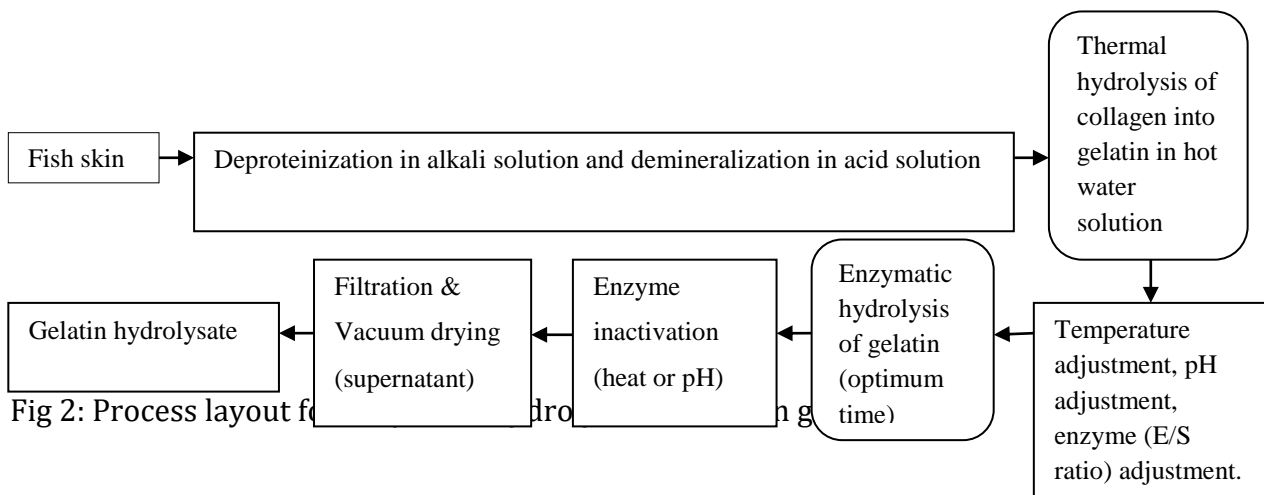 Fish skin
Deproteinization in alkali solution and demineralization in acid solution
Thermal
hydrolysis of
collagen into
gelatin in hot
water
solution
Temperature
adjustment, pH
adjustment,
enzyme (E/S
ratio) adjustment.
Enzymatic
hydrolysis
of gelatin
(optimum
time)
Enzyme
inactivation
(heat or pH)
Filtration &
Vacuum drying
(supernatant)
Gelatin hydrolysate
Fig 2: Process layout